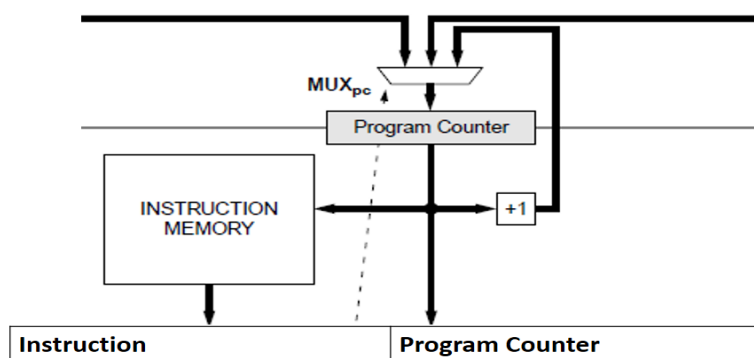 MUXpc
Program Counter
INSTRUCTION
MEMORY
+1
Instruction
Program Counter